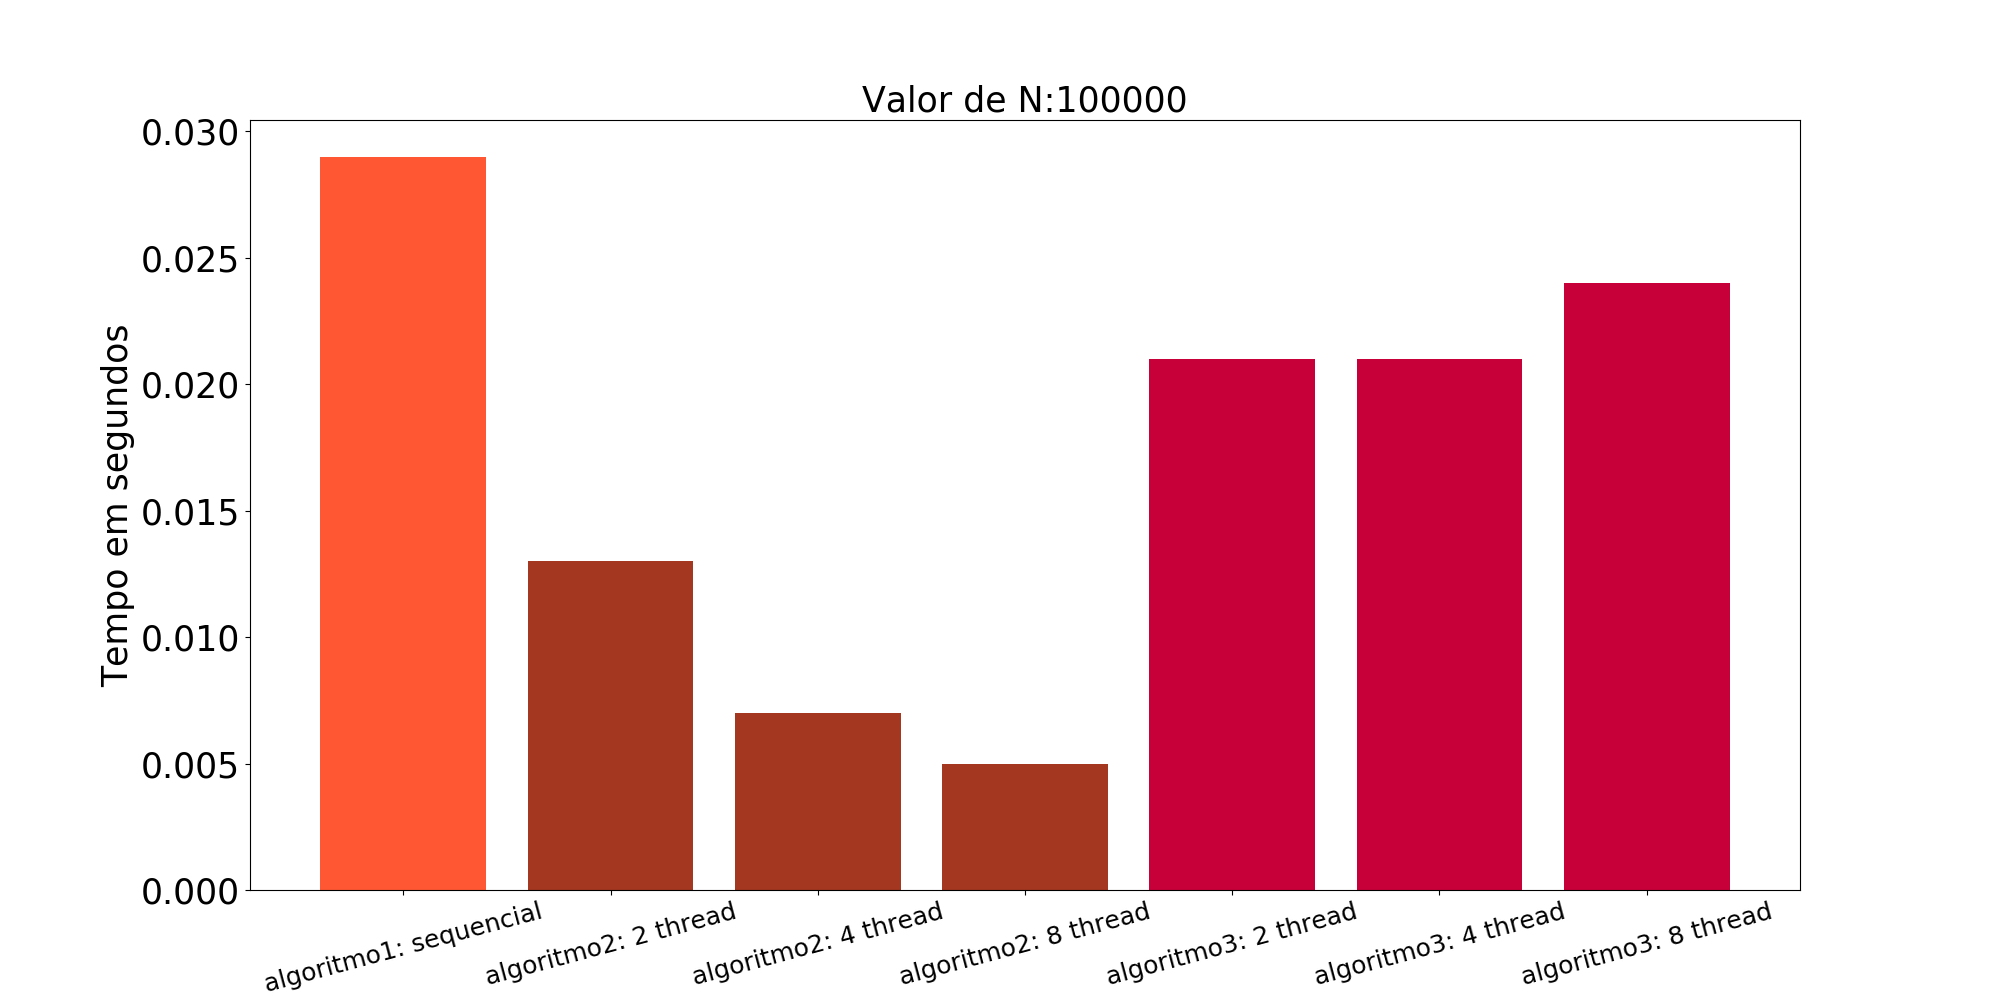 Valor de N:100000
Tempo em segundos
0.030
0.025
0.020
0.015
0.010
0.005
0.000
algoritmo1: sequencial
algoritmo2: 2 thread
algoritmo2: 4 thread
algoritmo2: 8 thread
algoritmo3: 2 thread
algoritmo3: 4 thread
algoritmo3: 8 thread